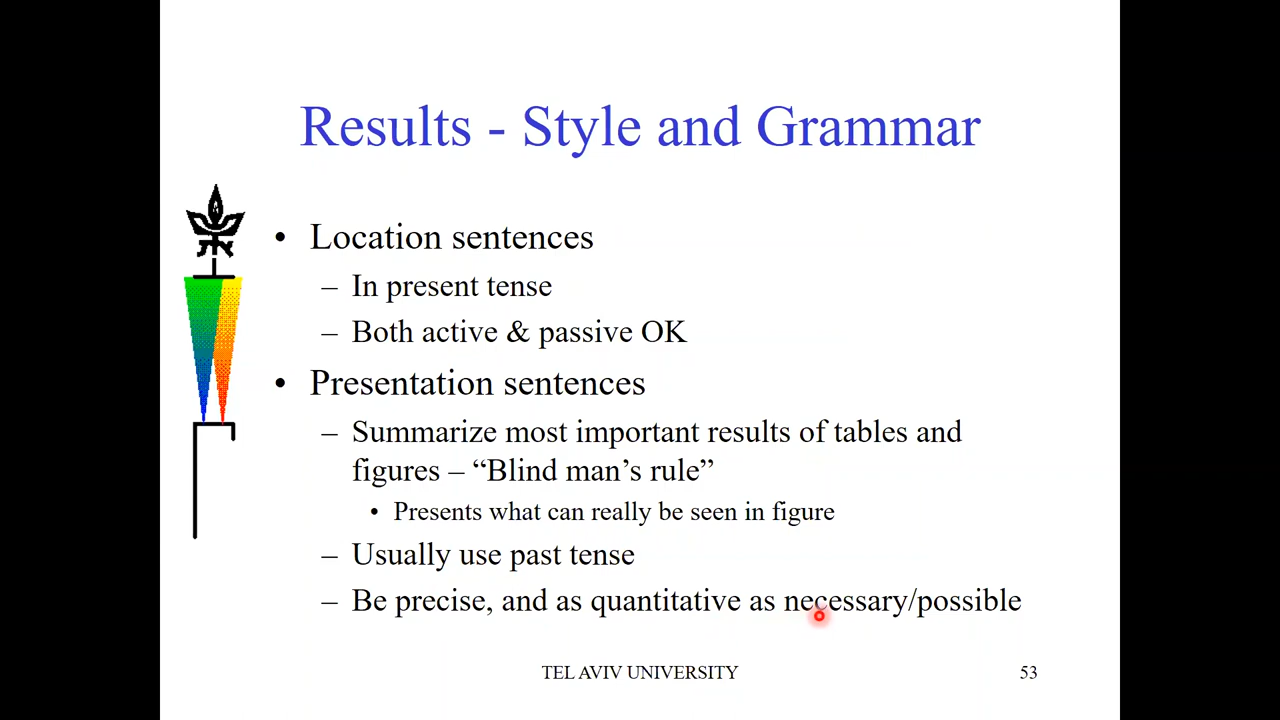 Results - Style and Grammar
• Location sentences
– In present tense
– Both active & passive OK
• Presentation sentences
– Summarize most important results of tables and
figures – “Blind man’s rule”
• Presents what can really be seen in figure
– Usually use past tense
– Be precise, and as quantitative as necessary/possible
TEL AVIV UNIVERSITY
53